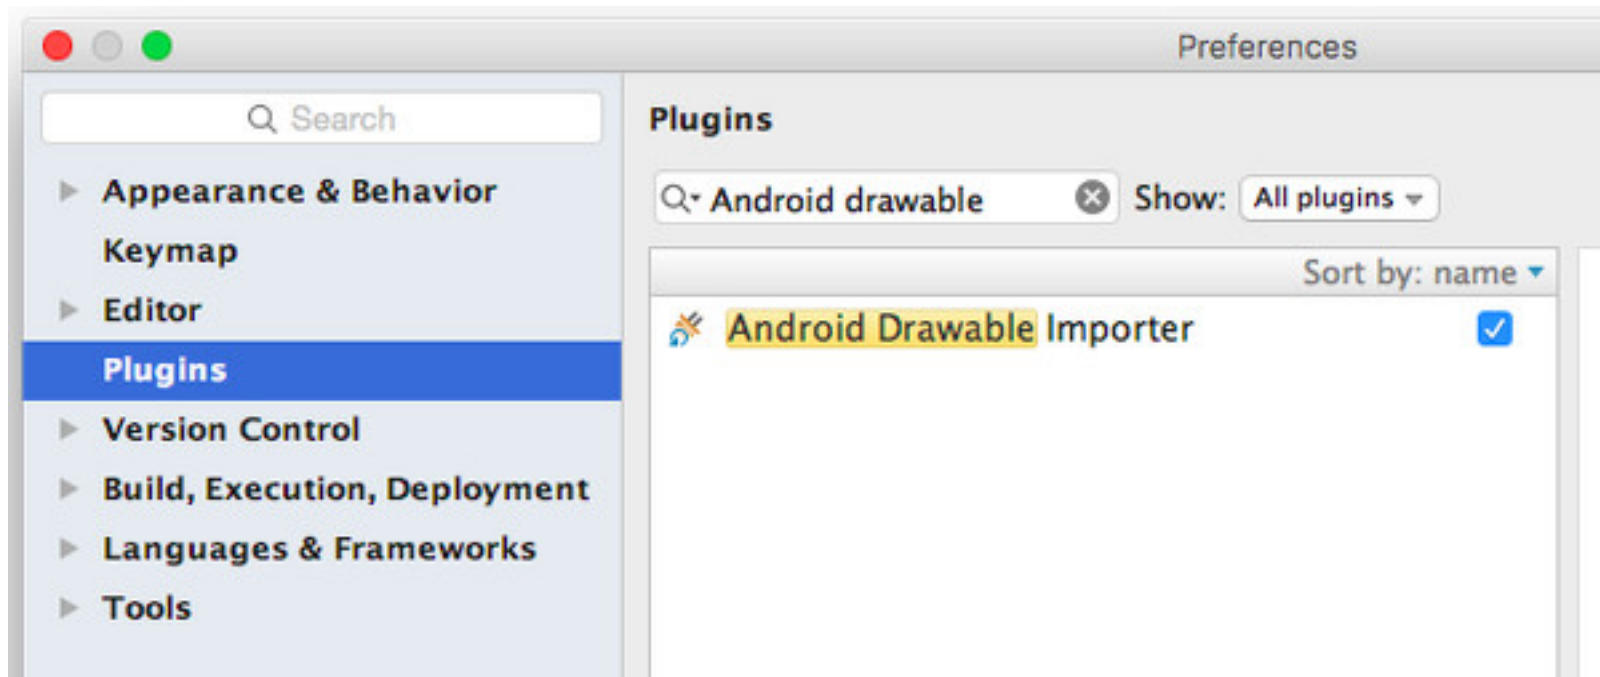 Preferences
Search
Appearance & Behavior
Keymap
Editor
Plugins
Version Control
Build, Execution, Deployment
Languages & Frameworks
Tools
Plugins
Android drawable Show: All plugins
Sort by: name
Android Drawable Importer